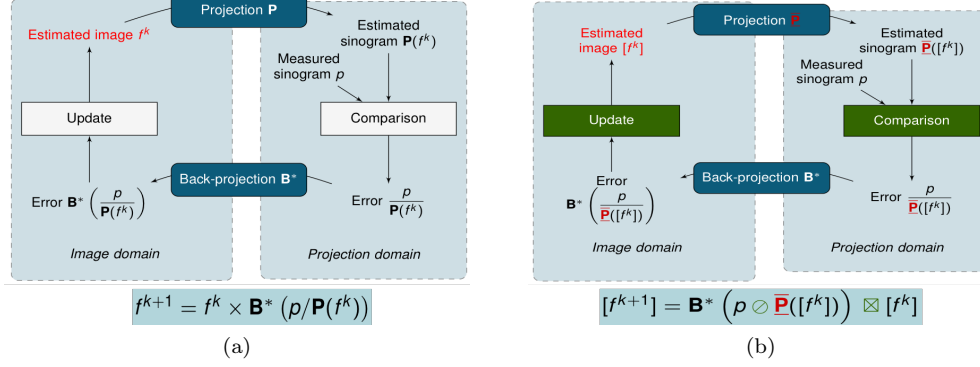 Projection P
Estimated image f^k
Estimated
sinogram P(f^k)
Measured
sinogram p
Update
Comparison
Back-projection B*
Error B* (p / P(f^k))
Error p / P(f^k)
Image domain
Projection domain
f^{k+1} = f^k × B* (p/P(f^k))
(a)
Projection P̲̅
Estimated
image [f^k]
Estimated
sinogram P̲̅([f^k])
Measured
sinogram p
Update
Comparison
Back-projection B*
Error
B* (p / P̲̅([f^k]))
Error p / P̲̅([f^k])
Image domain
Projection domain
[f^{k+1}] = B* (p ⊘ P̲̅([f^k])) ⊠ [f^k]
(b)